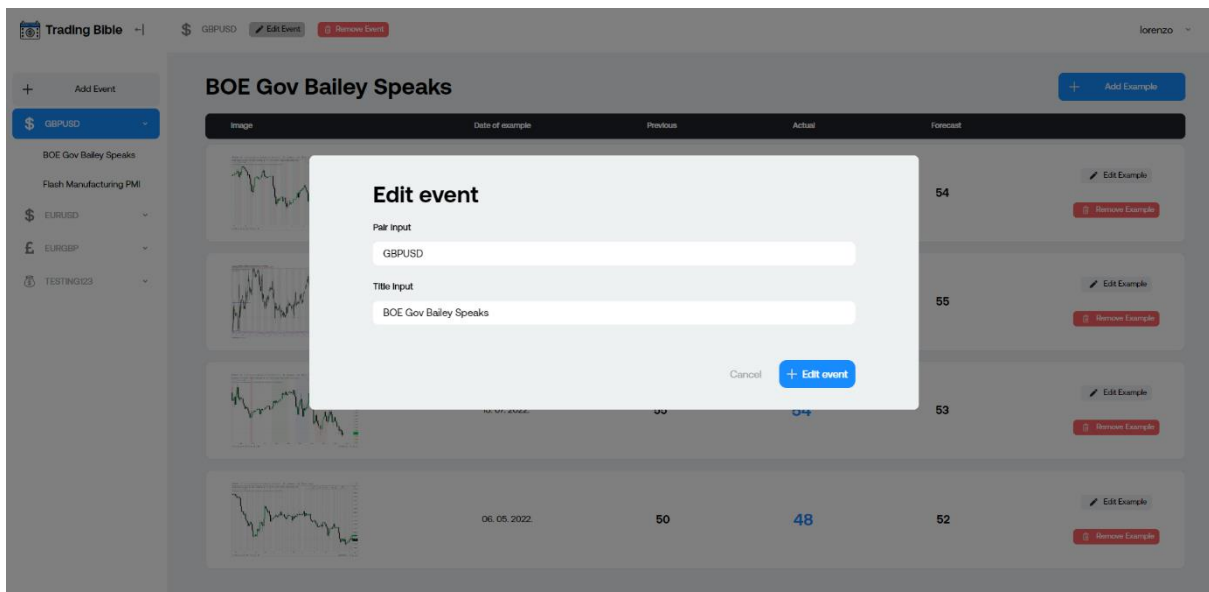 Trading Bible
GBPUSD Edit Event Remove Event
lorenzo
Add Event
GBPUSD
BOE Gov Bailey Speaks
Flash Manufacturing PMI
EURUSD
EURGBP
TESTING123
BOE Gov Bailey Speaks
Add Example
Image Date of example Previous Actual Forecast
54
Edit Example
Remove Example
55
Edit Example
Remove Example
Edit event
Pair Input
GBPUSD
Title Input
BOE Gov Bailey Speaks
Cancel + Edit event
55 54 53
Edit Example
Remove Example
06. 05. 2022. 50 48 52
Edit Example
Remove Example